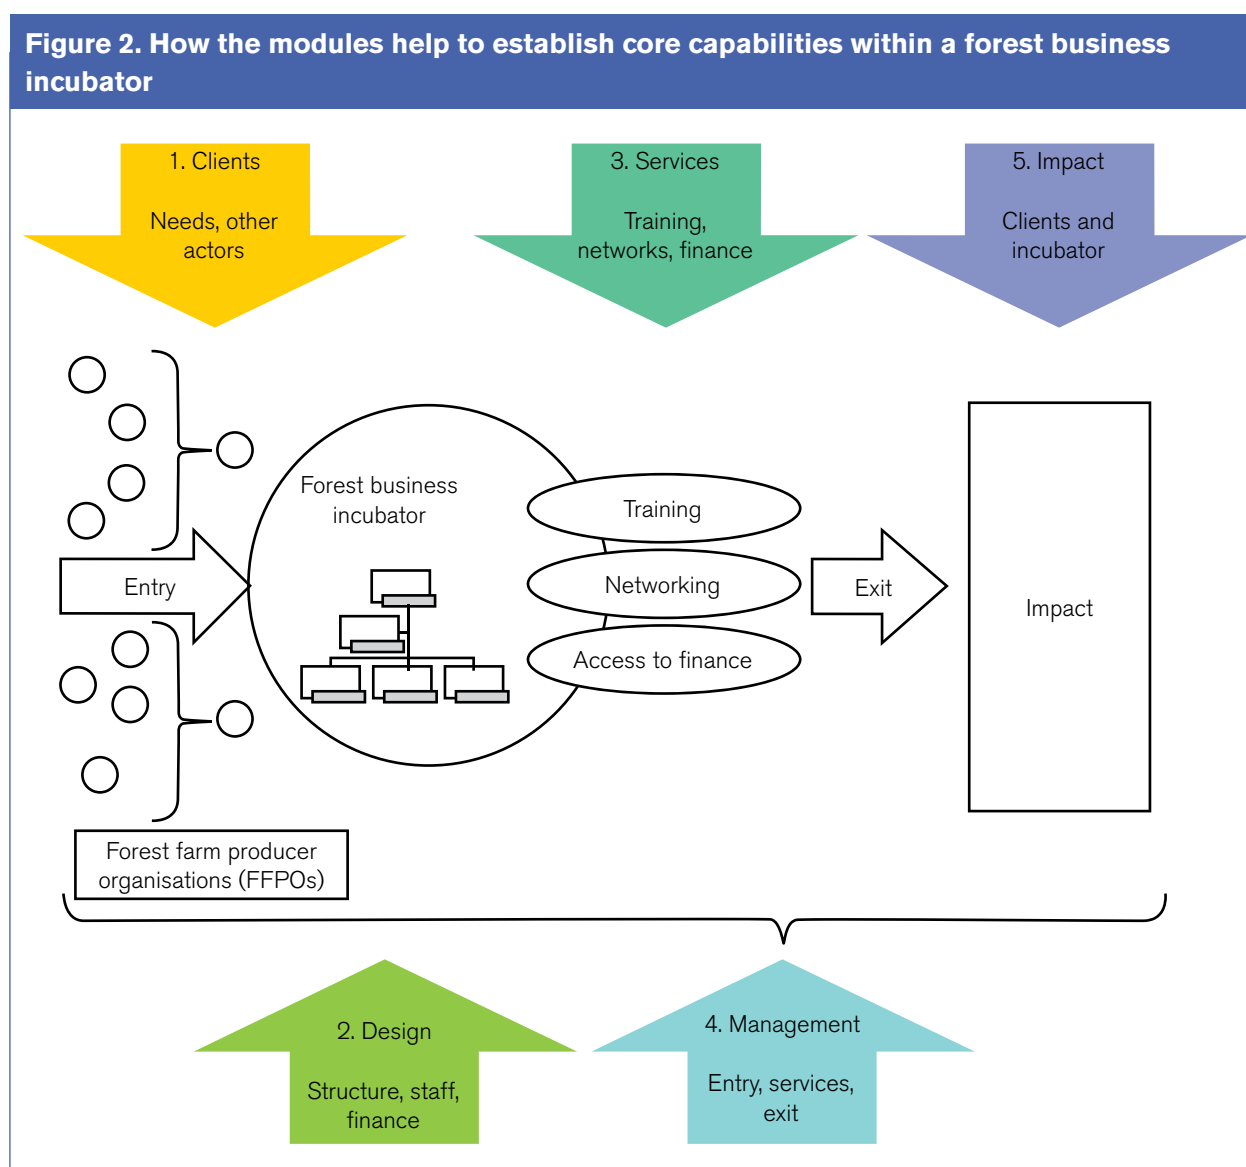 Figure 2. How the modules help to establish core capabilities within a forest business
incubator
1. Clients
Needs, other
actors
3. Services
Training,
networks, finance
5. Impact
Clients and
incubator
Forest business
incubator
Training
Networking
Access to finance
Entry
Exit
Impact
Forest farm producer
organisations (FFPOs)
2. Design
Structure, staff,
finance
4. Management
Entry, services,
exit